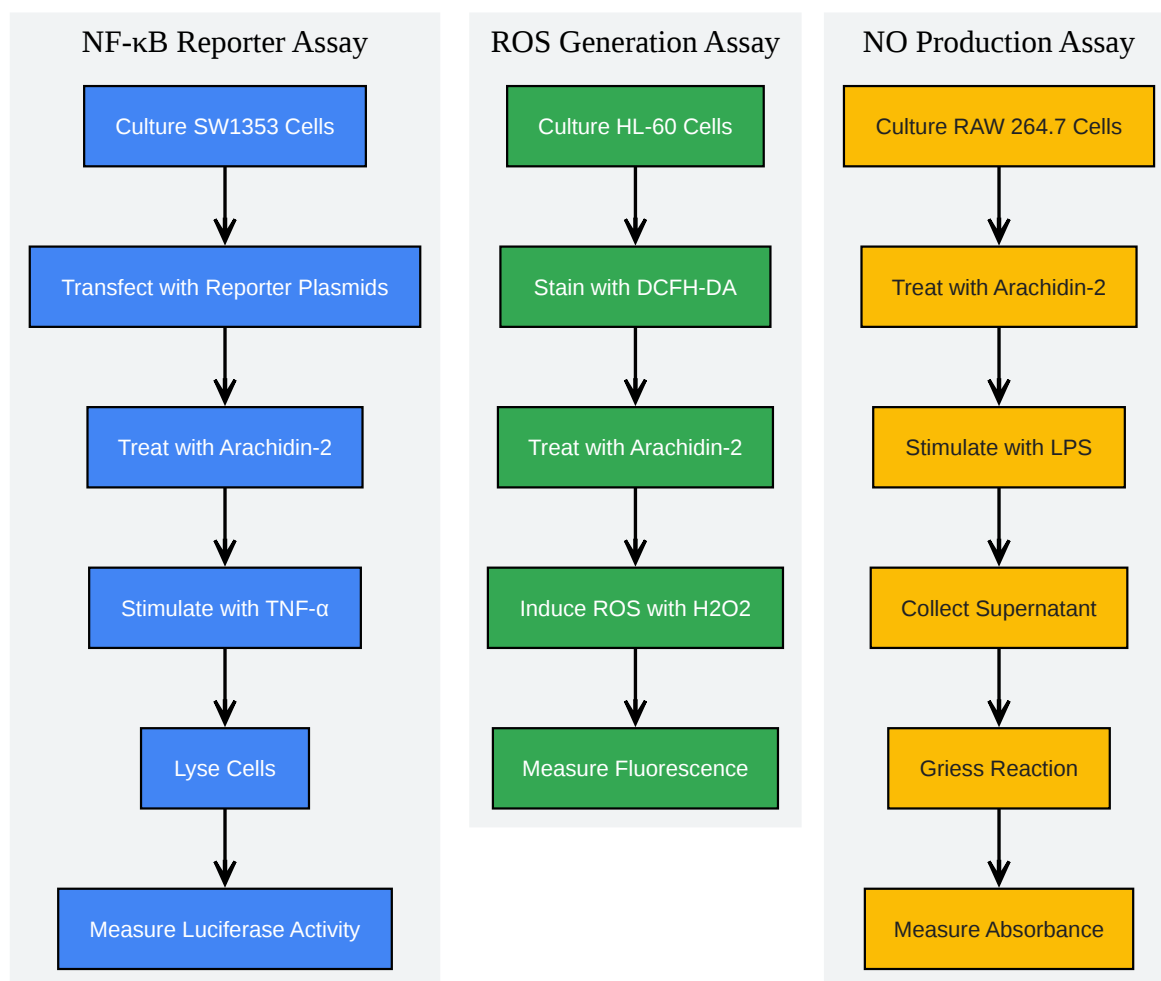 NF-κB Reporter Assay
Culture SW1353 Cells
Transfect with Reporter Plasmids
Treat with Arachidin-2
Stimulate with TNF-α
Lyse Cells
Measure Luciferase Activity
ROS Generation Assay
Culture HL-60 Cells
Stain with DCFH-DA
Treat with Arachidin-2
Induce ROS with H2O2
Measure Fluorescence
NO Production Assay
Culture RAW 264.7 Cells
Treat with Arachidin-2
Stimulate with LPS
Collect Supernatant
Griess Reaction
Measure Absorbance